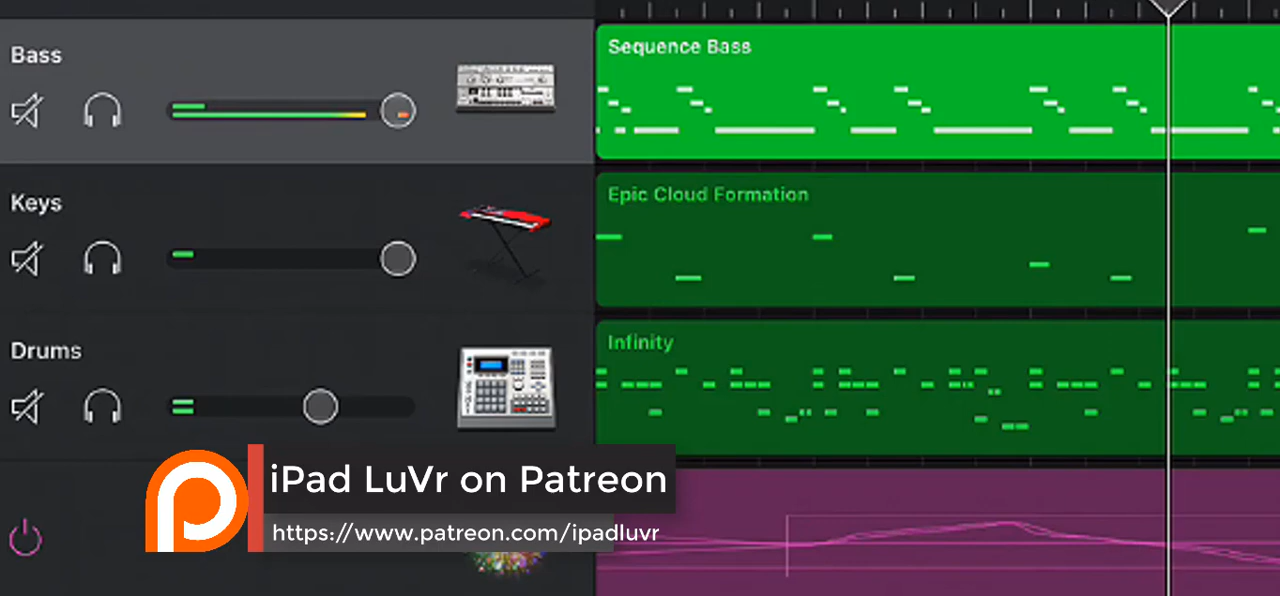 Bass
Sequence Bass
Keys
Epic Cloud Formation
Drums
Infinity
iPad LuVr on Patreon
https://www.patreon.com/ipadluvr